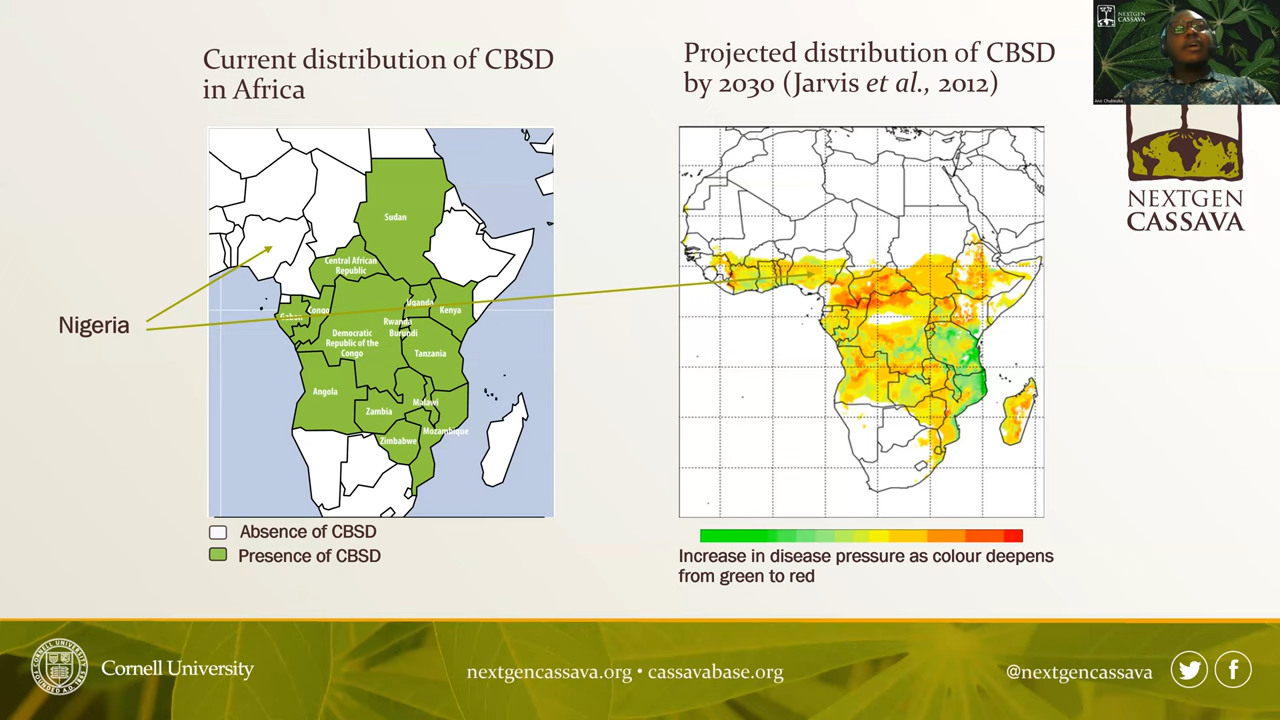 Current distribution of CBSD
in Africa
Projected distribution of CBSD
by 2030 (Jarvis et al., 2012)
NEXTGEN
CASSAVA
NEXTGEN
CASSAVA
Nigeria
Sudan
Central African
Republic
Uganda
Gabon
Congo
Kenya
Rwanda
Burundi
Democratic
Republic of the
Congo
Tanzania
Angola
Malawi
Zambia
Mozambique
Zimbabwe
Absence of CBSD
Presence of CBSD
Increase in disease pressure as colour deepens
from green to red
Cornell University
nextgencassava.org • cassavabase.org
@nextgencassava